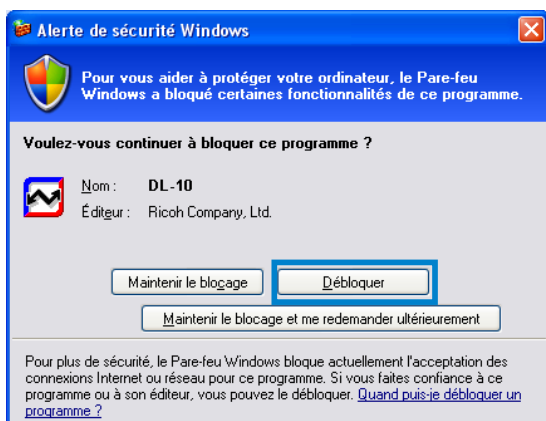 Alerte de sécurité Windows
Pour vous aider à protéger votre ordinateur, le Pare-feu
Windows a bloqué certaines fonctionnalités de ce programme.
Voulez-vous continuer à bloquer ce programme ?
Nom : DL-10
Éditeur : Ricoh Company, Ltd.
Maintenir le blocage Débloquer
Maintenir le blocage et me redemander ultérieurement
Pour plus de sécurité, le Pare-feu Windows bloque actuellement l'acceptation des
connexions Internet ou réseau pour ce programme. Si vous faites confiance à ce
programme ou à son éditeur, vous pouvez le débloquer. Quand puis-je débloquer un
programme ?